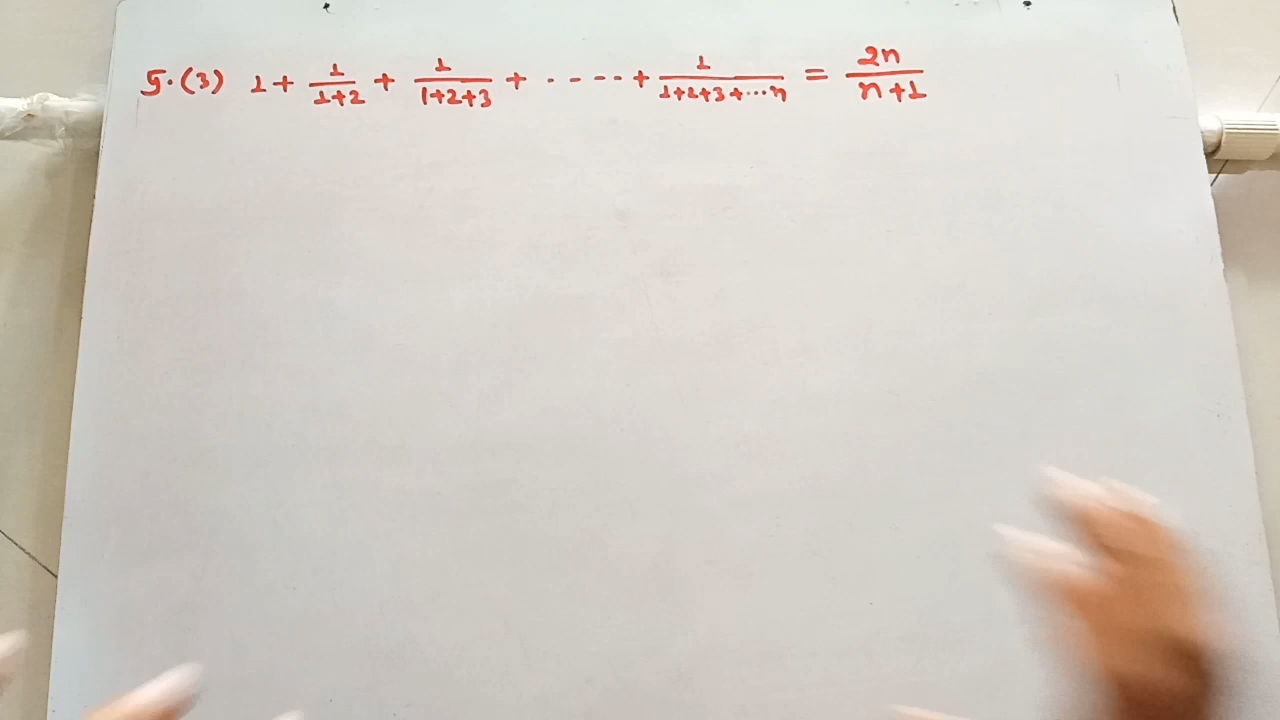 5.(3) 1 + 1/(1+2) + 1/(1+2+3) + ..... + 1/(1+2+3+...n) = 2n/(n+1)